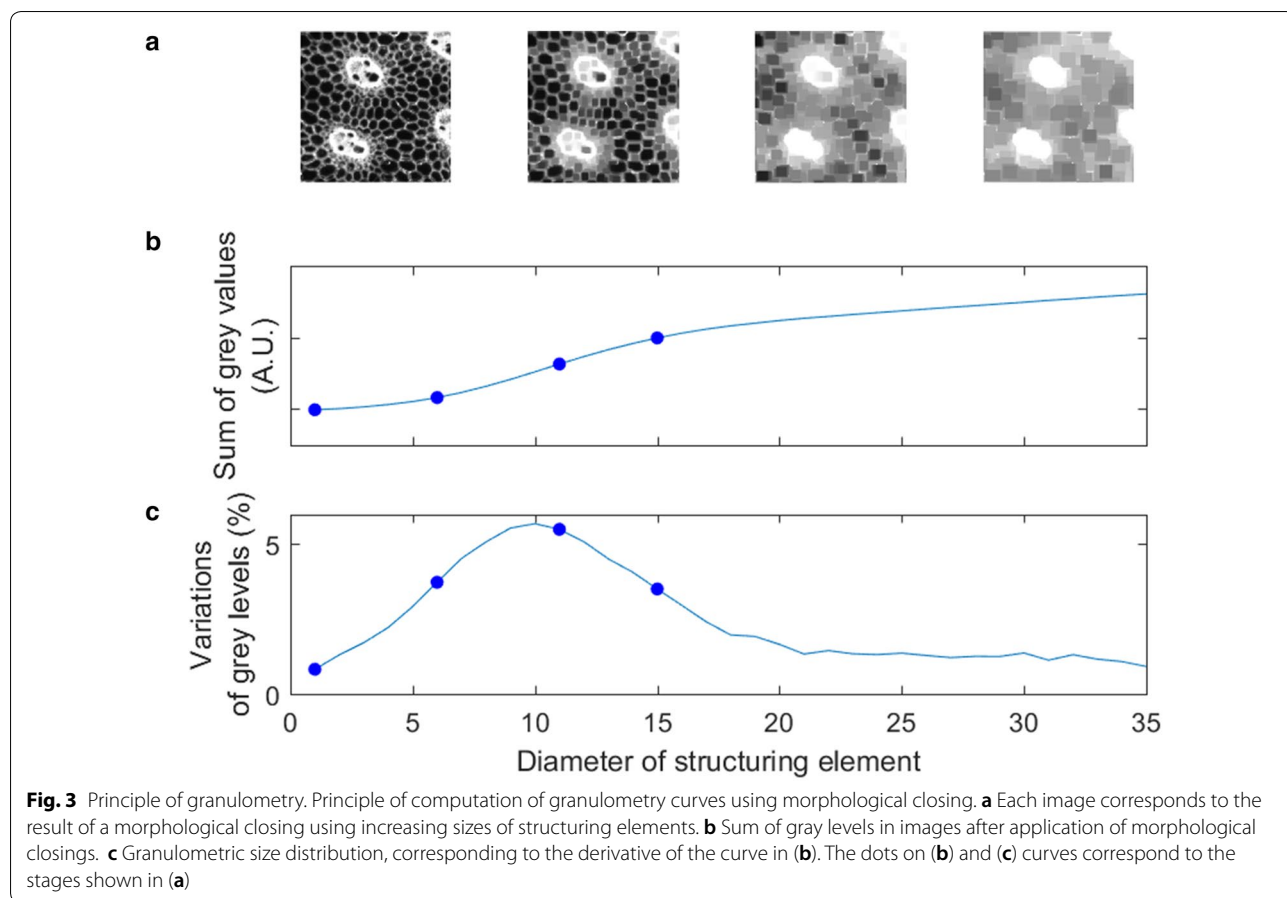 a
b
Sum of grey values
(A.U.)
c
Variations
of grey levels (%)
5
0
0 5 10 15 20 25 30 35
Diameter of structuring element
Fig. 3 Principle of granulometry. Principle of computation of granulometry curves using morphological closing. a Each image corresponds to the
result of a morphological closing using increasing sizes of structuring elements. b Sum of gray levels in images after application of morphological
closings. c Granulometric size distribution, corresponding to the derivative of the curve in (b). The dots on (b) and (c) curves correspond to the
stages shown in (a)